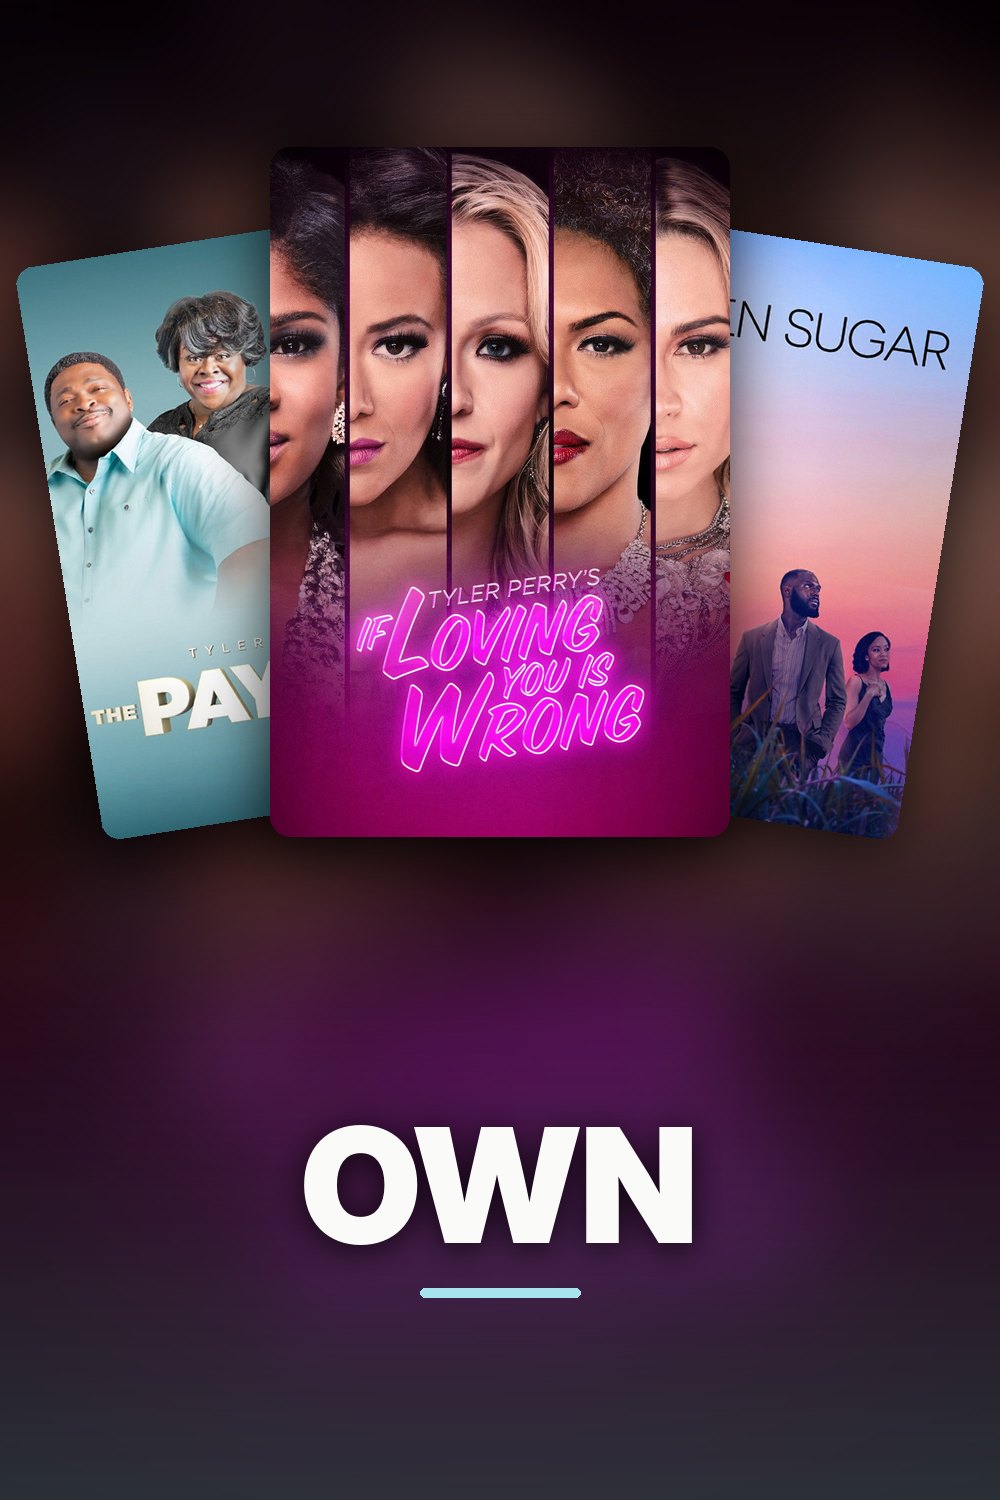 TYLER
THE PAY
TYLER PERRY'S
IF LOVING
YOU IS
WRONG
EN SUGAR
OWN